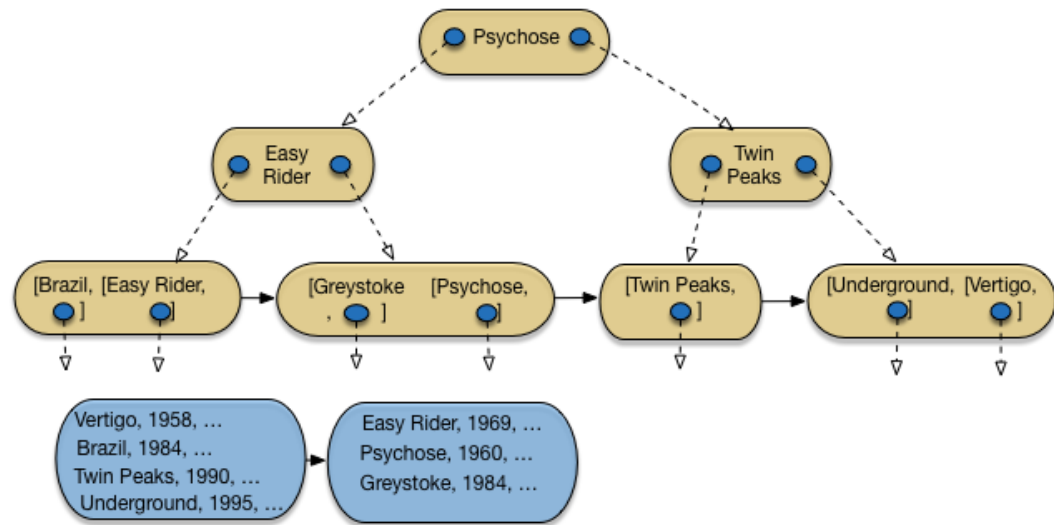 Psychose
Easy
Rider
Twin
Peaks
[Brazil, [Easy Rider,
] ]
[Greystoke [Psychose,
, ] ]
[Twin Peaks,
]
[Underground, [Vertigo,
] ]
Vertigo, 1958, …
Brazil, 1984, …
Twin Peaks, 1990, …
Underground, 1995, …
Easy Rider, 1969, …
Psychose, 1960, …
Greystoke, 1984, …